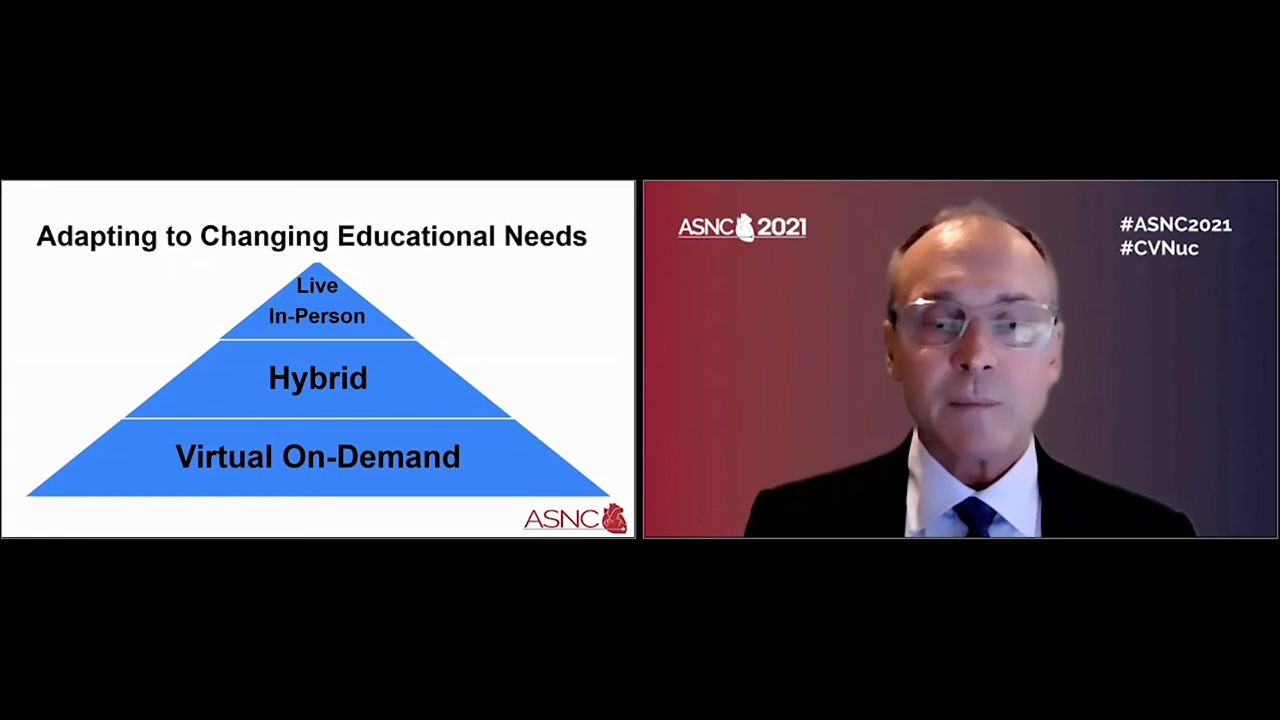 Adapting to Changing Educational Needs
Live
In-Person
Hybrid
Virtual On-Demand
ASNC
ASNC 2021
#ASNC2021
#CVNuc